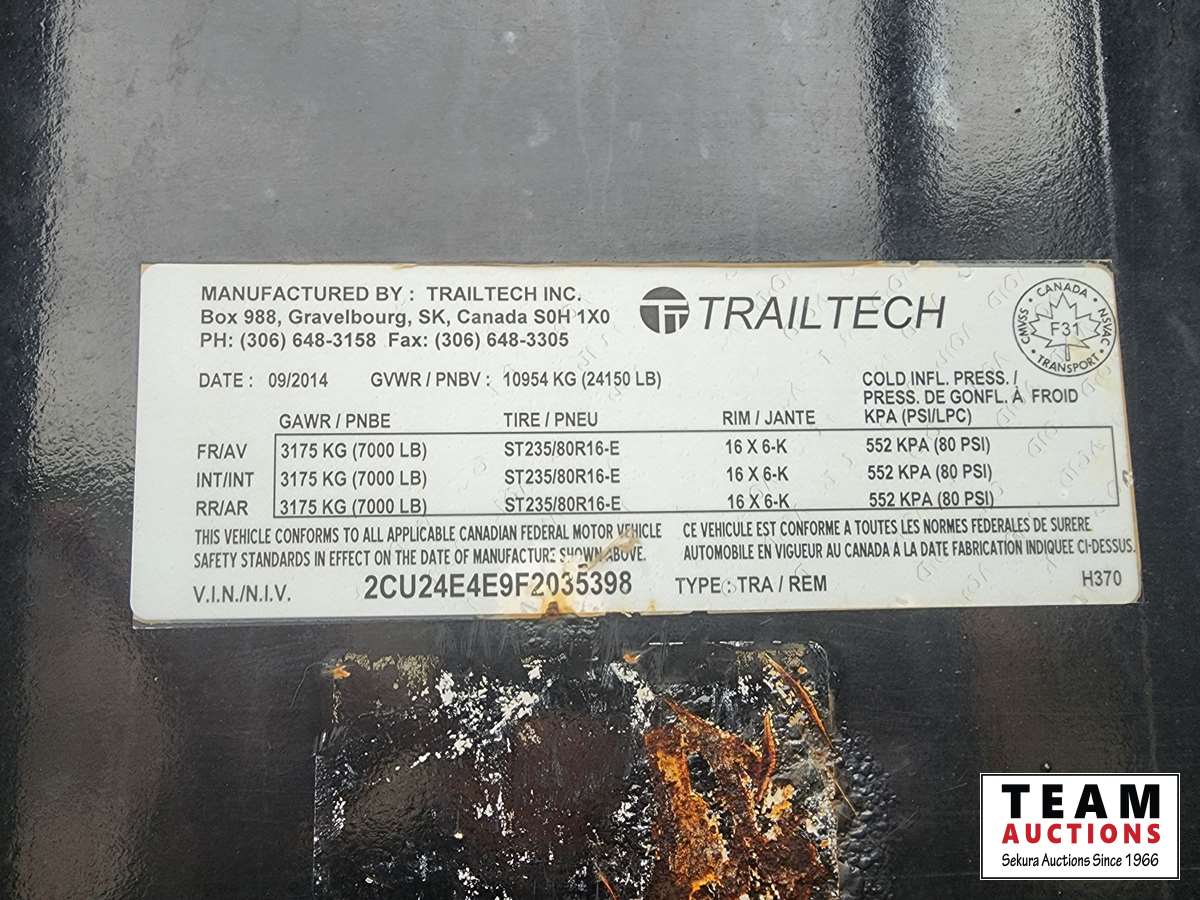 MANUFACTURED BY : TRAILTECH INC.
Box 988, Gravelbourg, SK, Canada S0H 1X0
PH: (306) 648-3158 Fax: (306) 648-3305
TRAILTECH
CANADA
CMVSS F31 NSVAC
TRANSPORT
DATE : 09/2014 GVWR / PNBV : 10954 KG (24150 LB)
COLD INFL. PRESS. /
PRESS. DE GONFL. À FROID
GAWR / PNBE TIRE / PNEU RIM / JANTE KPA (PSI/LPC)
FR/AV 3175 KG (7000 LB) ST235/80R16-E 16 X 6-K 552 KPA (80 PSI)
INT/INT 3175 KG (7000 LB) ST235/80R16-E 16 X 6-K 552 KPA (80 PSI)
RR/AR 3175 KG (7000 LB) ST235/80R16-E 16 X 6-K 552 KPA (80 PSI)
THIS VEHICLE CONFORMS TO ALL APPLICABLE CANADIAN FEDERAL MOTOR VEHICLE
SAFETY STANDARDS IN EFFECT ON THE DATE OF MANUFACTURE SHOWN ABOVE.
CE VEHICULE EST CONFORME A TOUTES LES NORMES FEDERALES DE SURERE
AUTOMOBILE EN VIGUEUR AU CANADA A LA DATE FABRICATION INDIQUEE CI-DESSUS.
V.I.N./N.I.V. 2CU24E4E9F2035398 TYPE : TRA / REM H370
TEAM
AUCTIONS
Sekura Auctions Since 1966